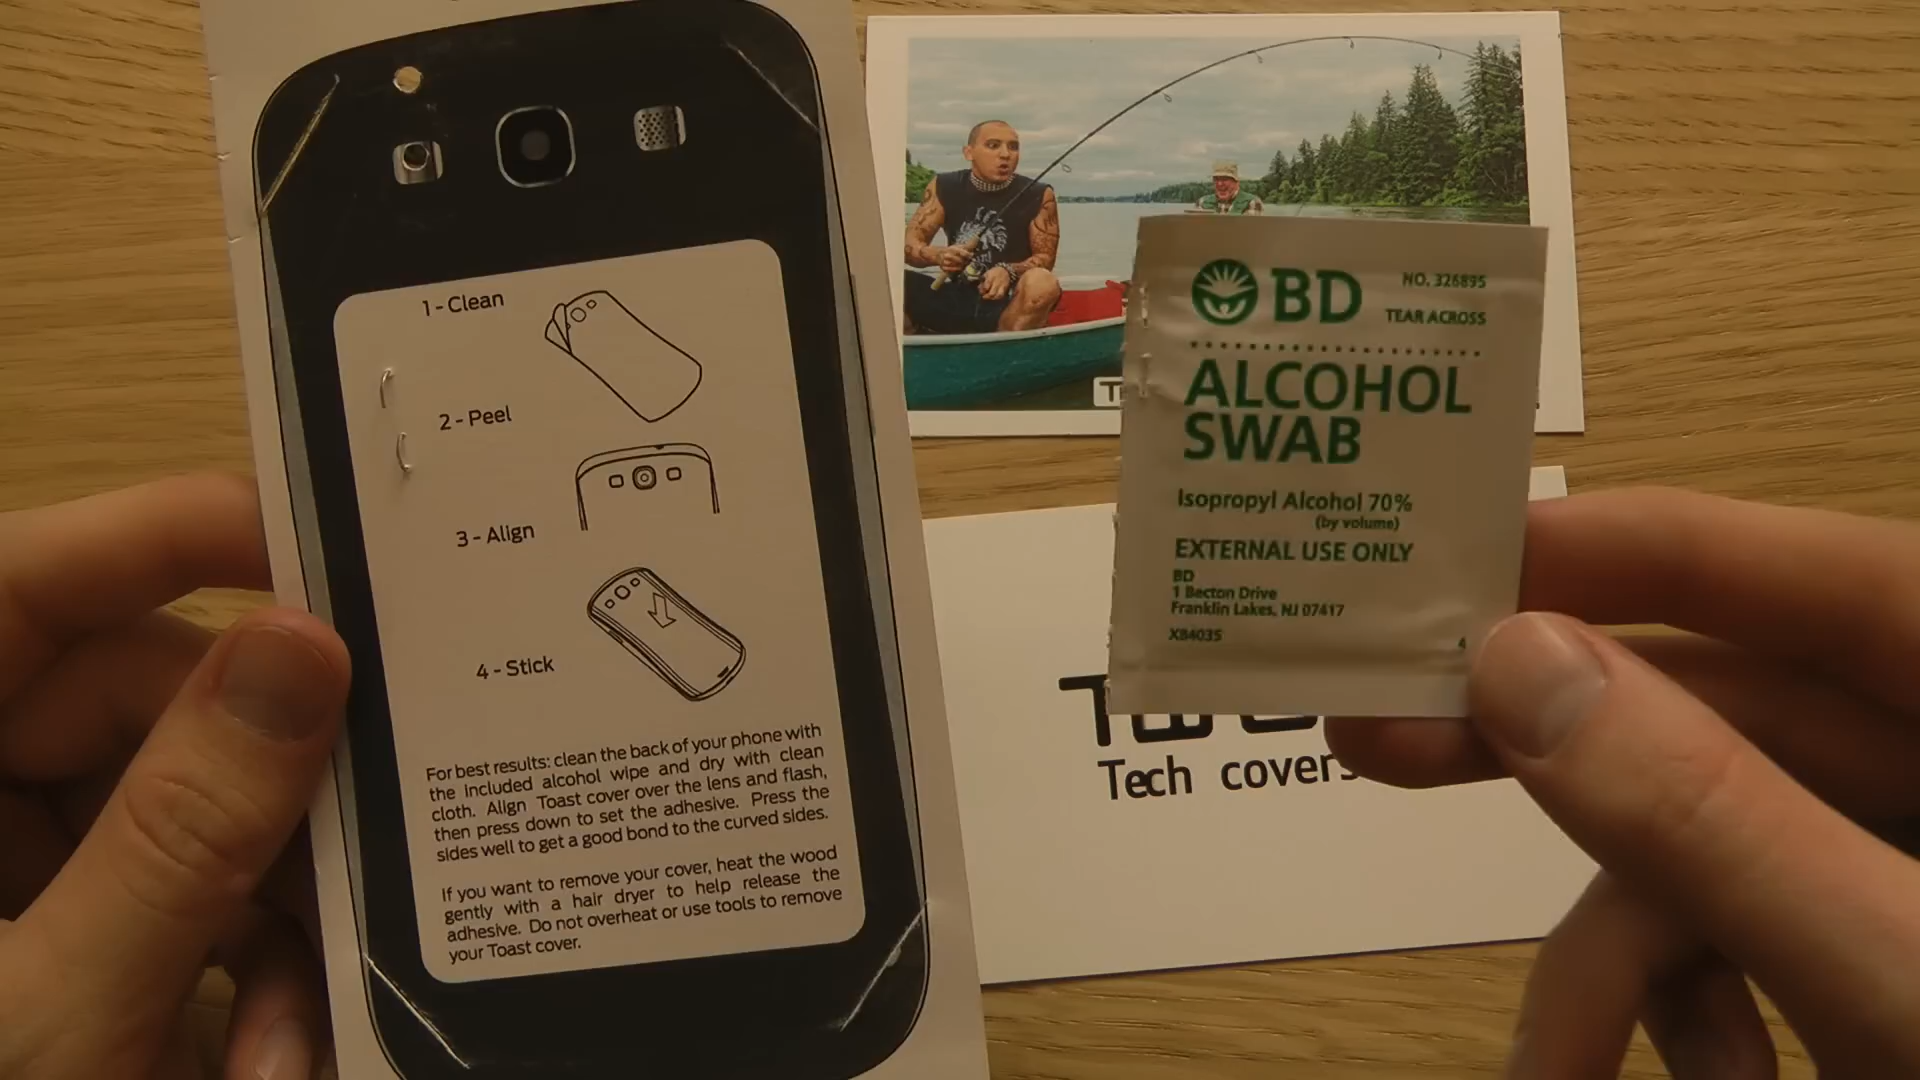 1 - Clean
2 - Peel
3 - Align
4 - Stick
For best results: clean the back of your phone with
the included alcohol wipe and dry with clean
cloth. Align Toast cover over the lens and flash,
then press down to set the adhesive. Press the
sides well to get a good bond to the curved sides.
If you want to remove your cover, heat the wood
gently with a hair dryer to help release the
adhesive. Do not overheat or use tools to remove
your Toast cover.
BD
NO. 326895
TEAR ACROSS
ALCOHOL
SWAB
Isopropyl Alcohol 70%
(by volume)
EXTERNAL USE ONLY
BD
1 Becton Drive
Franklin Lakes, NJ 07417
XB4035
4
Tech covers